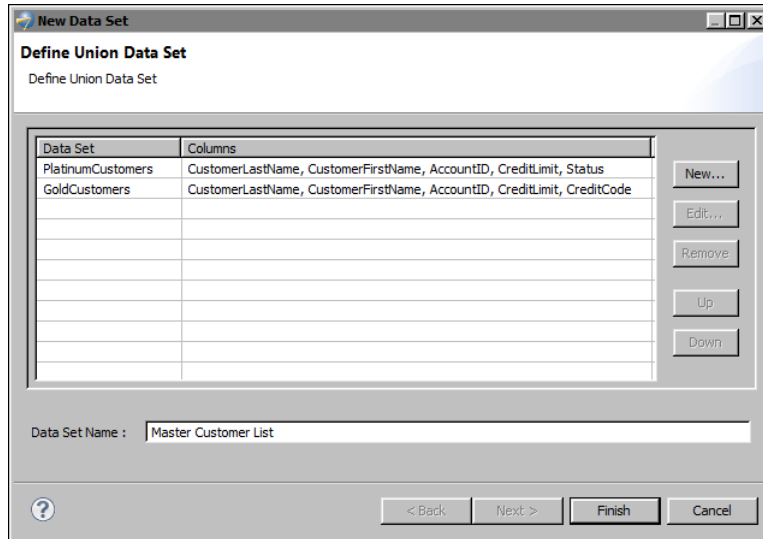 New Data Set
Define Union Data Set
Define Union Data Set
Data Set Columns
PlatinumCustomers CustomerLastName, CustomerFirstName, AccountID, CreditLimit, Status
GoldCustomers CustomerLastName, CustomerFirstName, AccountID, CreditLimit, CreditCode
New...
Edit...
Remove
Up
Down
Data Set Name : Master Customer List
? < Back Next > Finish Cancel